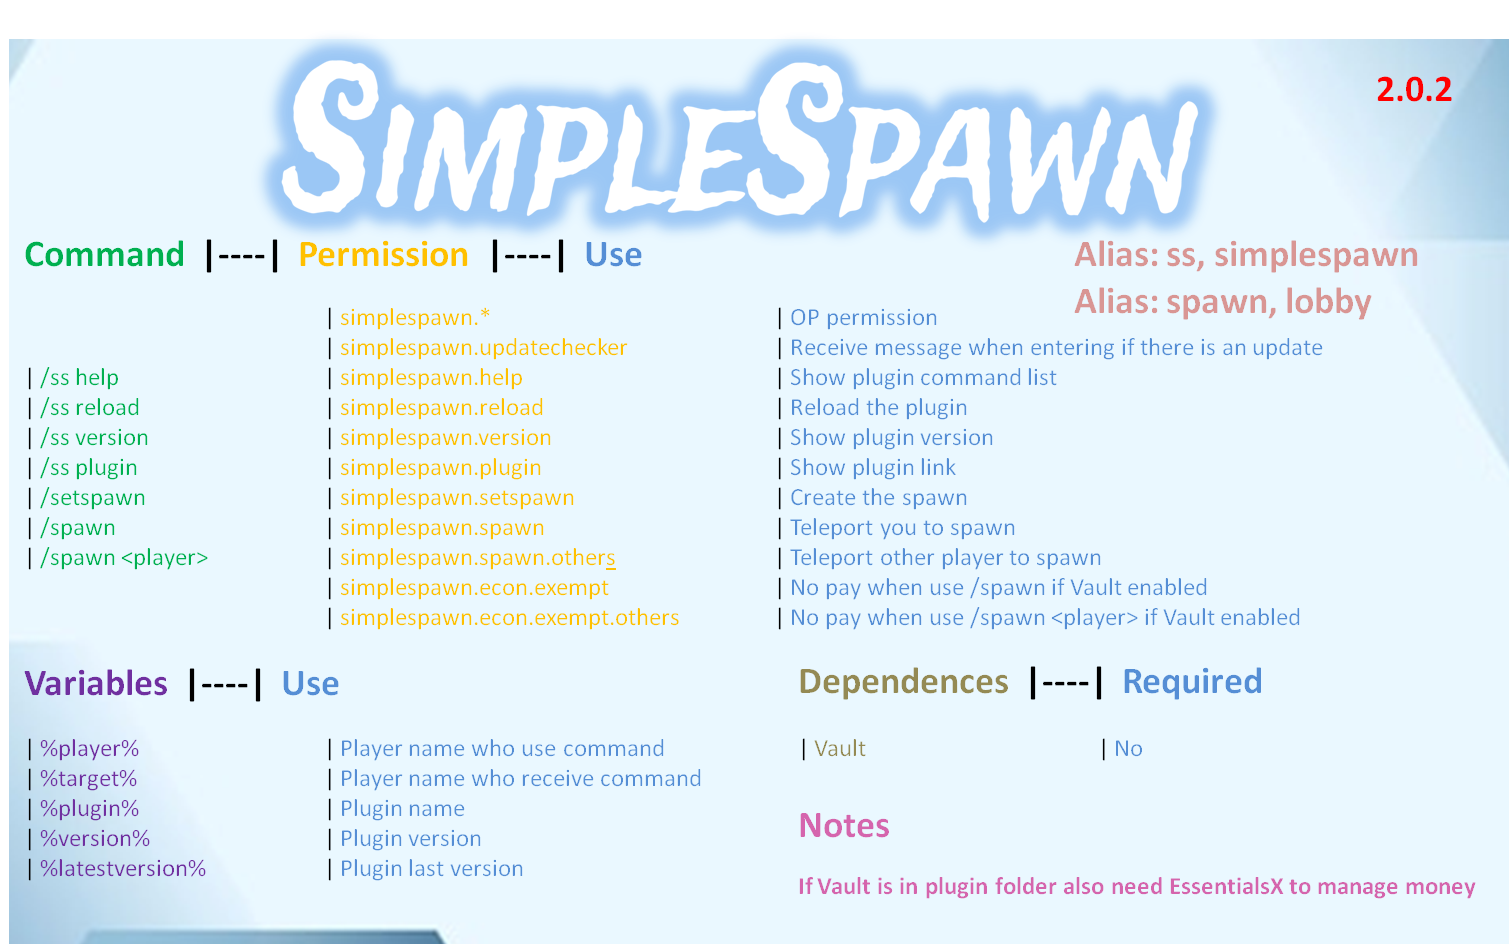 SIMPLESPAWN
2.0.2
Command |----| Permission |----| Use
Alias: ss, simplespawn
Alias: spawn, lobby
| simplespawn.* | OP permission
| simplespawn.updatechecker | Receive message when entering if there is an update
| /ss help | simplespawn.help | Show plugin command list
| /ss reload | simplespawn.reload | Reload the plugin
| /ss version | simplespawn.version | Show plugin version
| /ss plugin | simplespawn.plugin | Show plugin link
| /setspawn | simplespawn.setspawn | Create the spawn
| /spawn | simplespawn.spawn | Teleport you to spawn
| /spawn <player> | simplespawn.spawn.others | Teleport other player to spawn
| simplespawn.econ.exempt | No pay when use /spawn if Vault enabled
| simplespawn.econ.exempt.others | No pay when use /spawn <player> if Vault enabled
Variables |----| Use
| %player% | Player name who use command
| %target% | Player name who receive command
| %plugin% | Plugin name
| %version% | Plugin version
| %latestversion% | Plugin last version
Dependences |----| Required
| Vault | No
Notes
If Vault is in plugin folder also need EssentialsX to manage money